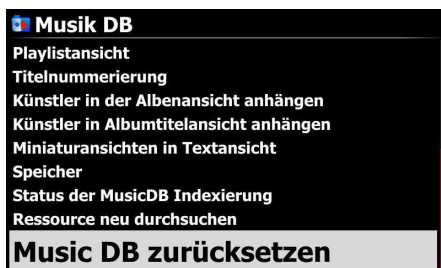 Musik DB
Playlistansicht
Titelnummerierung
Künstler in der Albenansicht anhängen
Künstler in Albumtitelansicht anhängen
Miniaturansichten in Textansicht
Speicher
Status der MusicDB Indexierung
Ressource neu durchsuchen
Music DB zurücksetzen